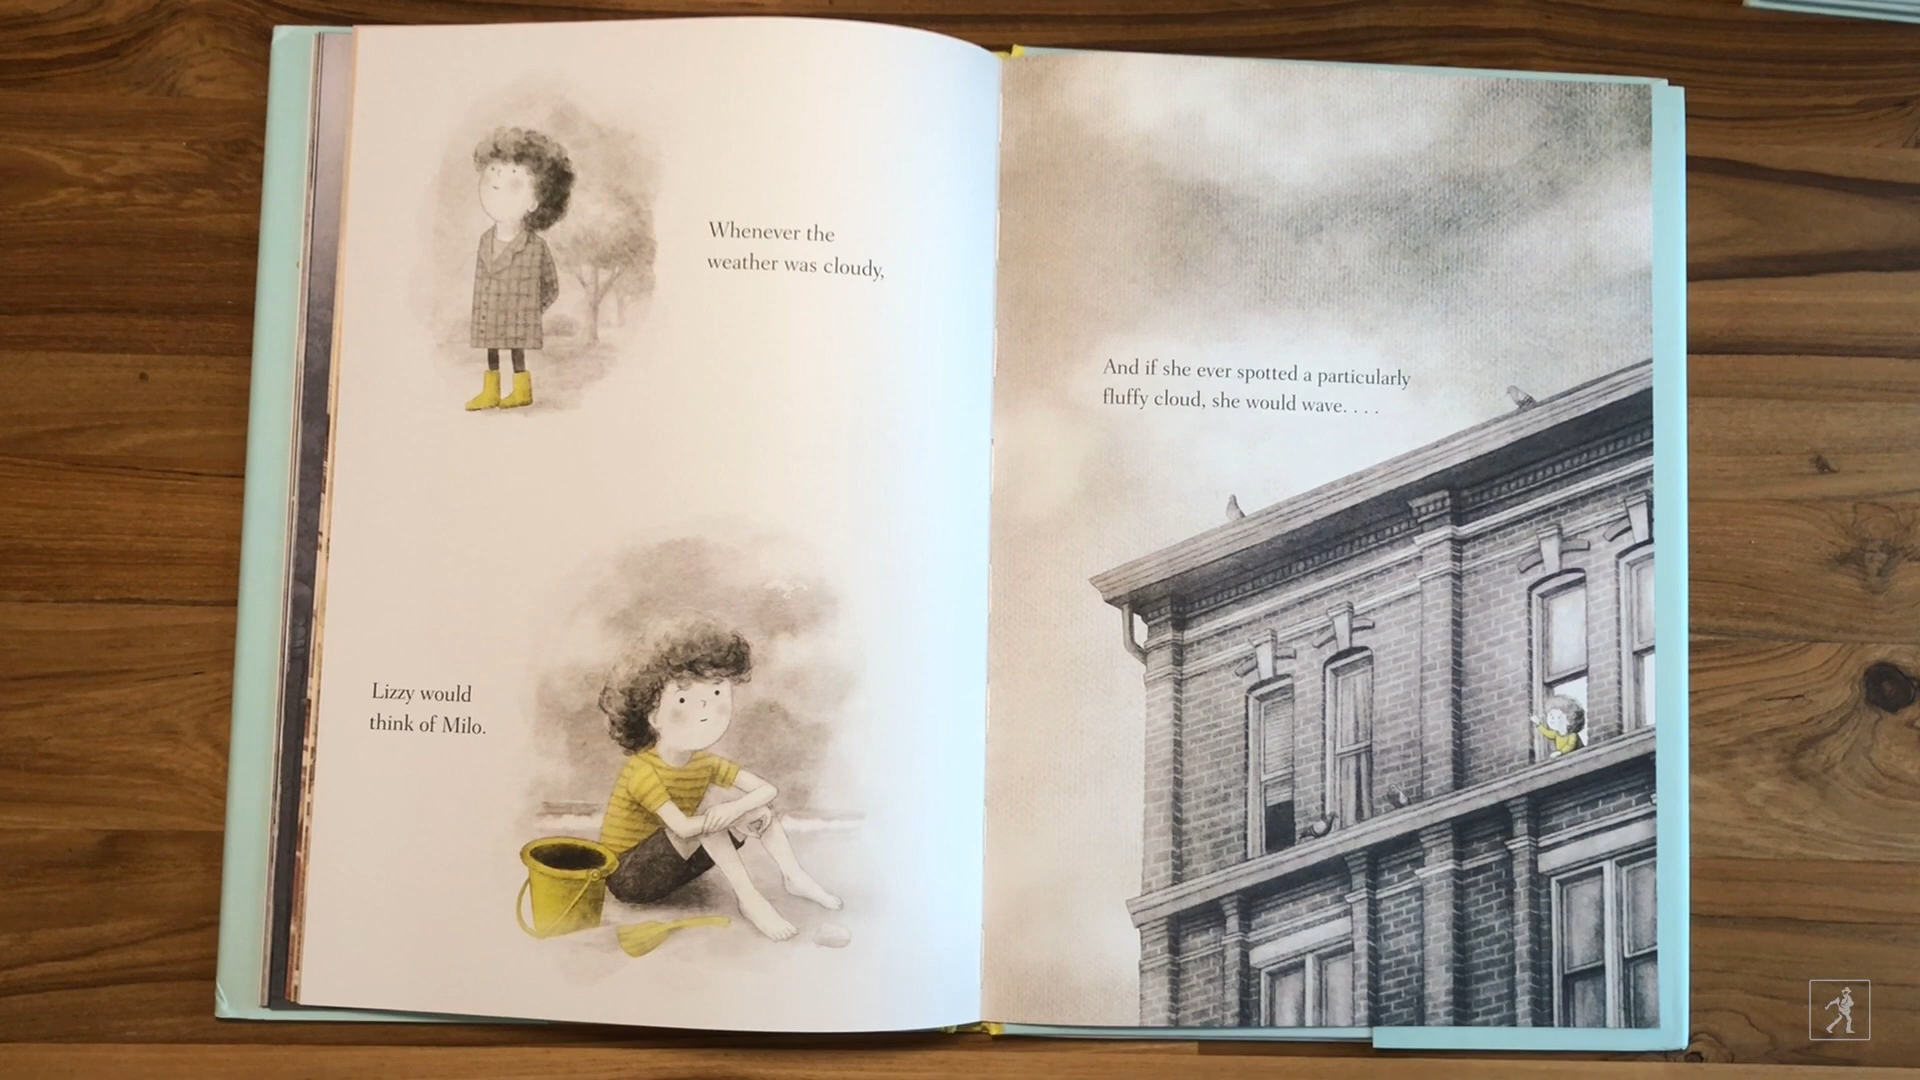 Whenever the
weather was cloudy,
Lizzy would
think of Milo.
And if she ever spotted a particularly
fluffy cloud, she would wave. . . .